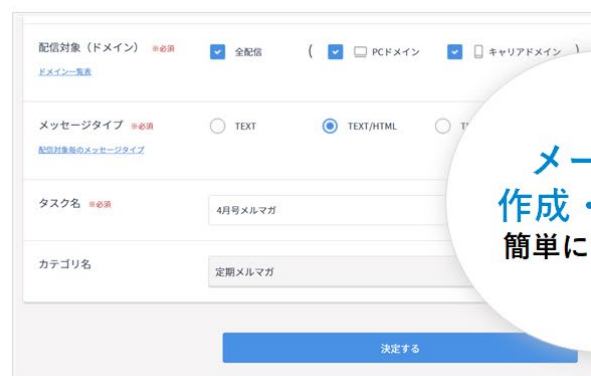 配信対象（ドメイン） ※必須 全配信 ( PCドメイン キャリアドメイン )
ドメイン一覧表
メッセージタイプ ※必須 TEXT TEXT/HTML T
配信対象毎のメッセージタイプ
メー
作成・
簡単に
タスク名 ※必須 4月号メルマガ
カテゴリ名 定期メルマガ
決定する